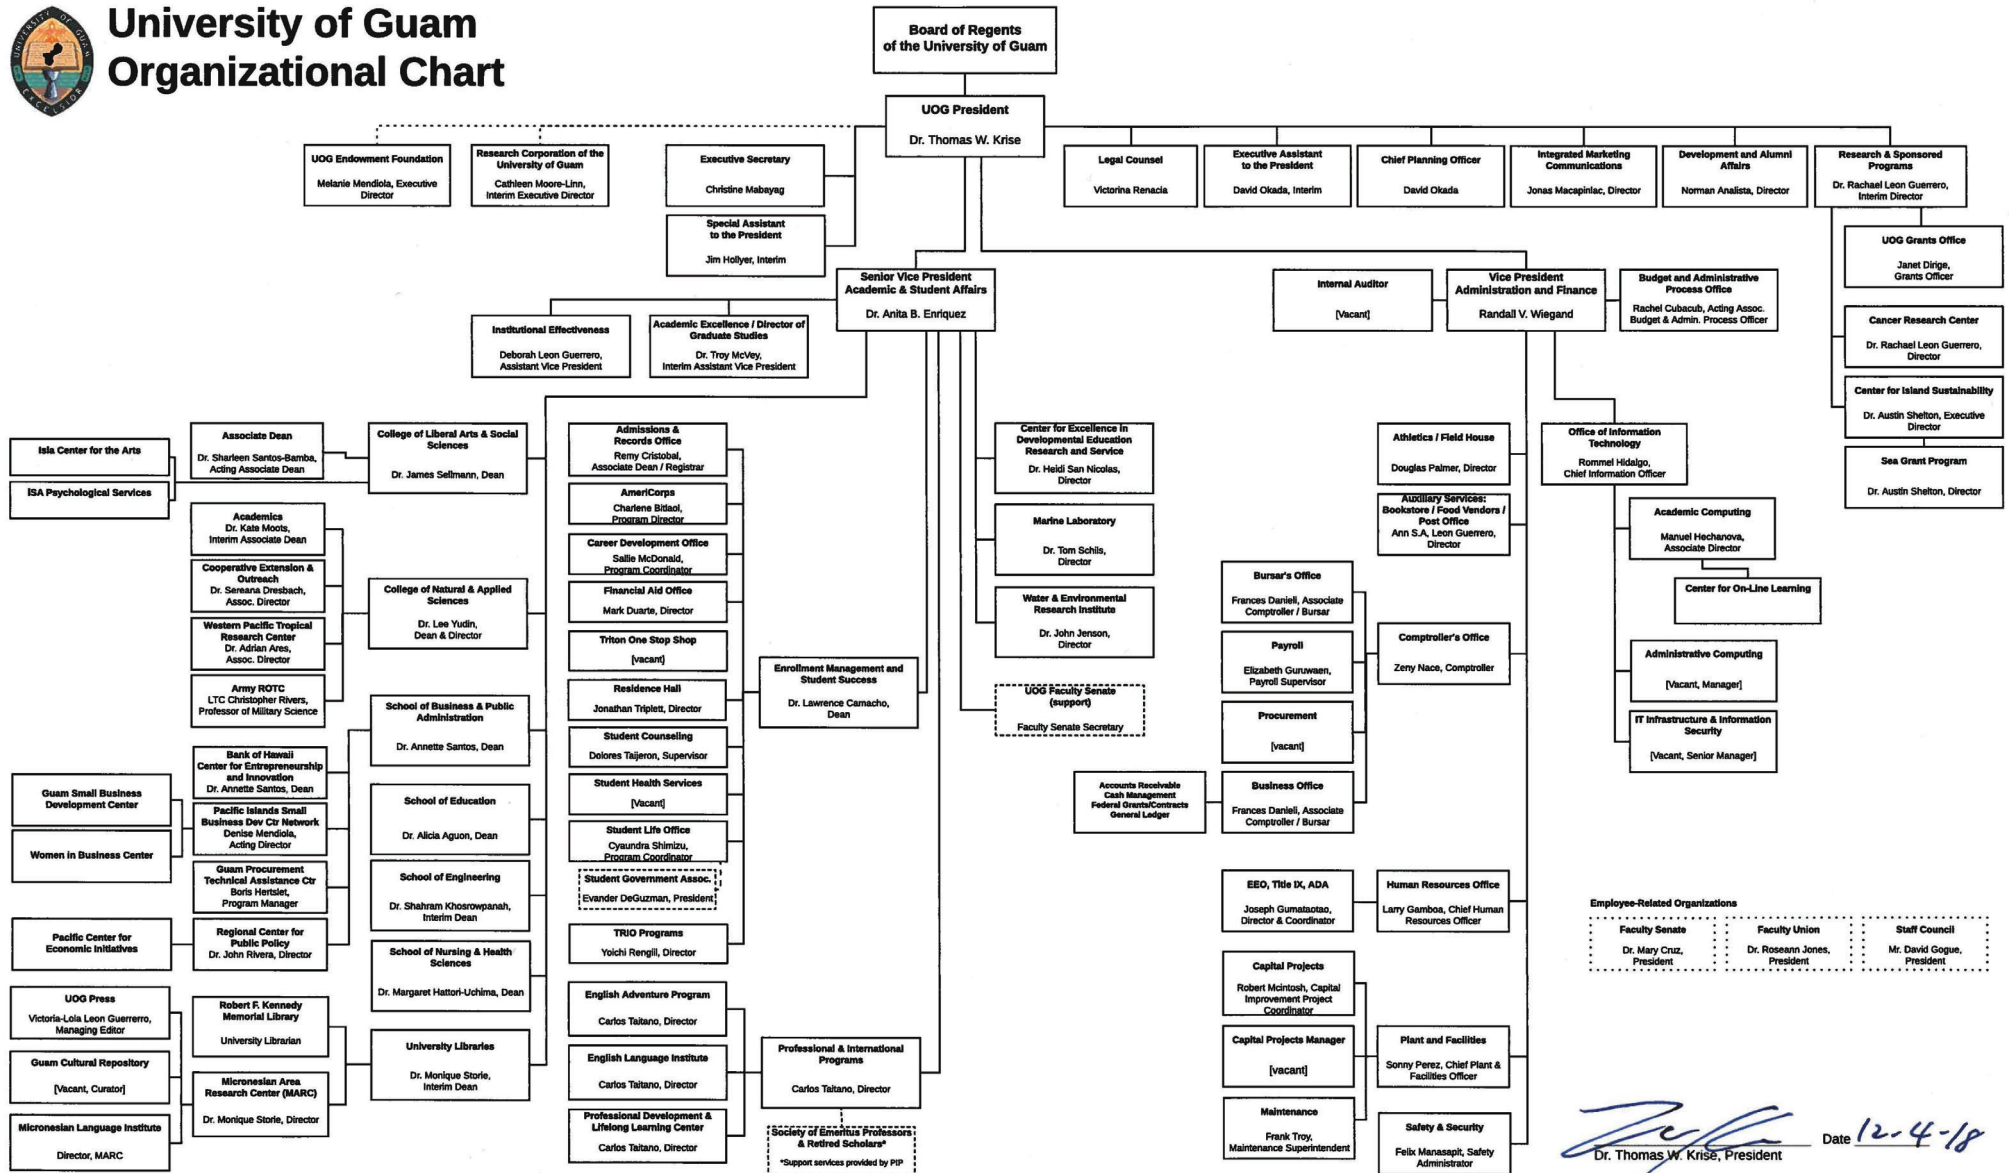 University of Guam
Organizational Chart
UNIVERSITY OF GUAM
EXCELSIOR
Board of Regents
of the University of Guam
UOG President
Dr. Thomas W. Krise
UOG Endowment Foundation
Melanie Mendiola, Executive
Director
Research Corporation of the
University of Guam
Cathleen Moore-Linn,
Interim Executive Director
Executive Secretary
Christine Mabayag
Special Assistant
to the President
Jim Hollyer, Interim
Legal Counsel
Victorina Renacia
Executive Assistant
to the President
David Okada, Interim
Chief Planning Officer
David Okada
Integrated Marketing
Communications
Jonas Macapinlac, Director
Development and Alumni
Affairs
Norman Analista, Director
Research & Sponsored
Programs
Dr. Rachael Leon Guerrero,
Interim Director
UOG Grants Office
Janet Dirige,
Grants Officer
Cancer Research Center
Dr. Rachael Leon Guerrero,
Director
Center for Island Sustainability
Dr. Austin Shelton, Executive
Director
Sea Grant Program
Dr. Austin Shelton, Director
Senior Vice President
Academic & Student Affairs
Dr. Anita B. Enriquez
Institutional Effectiveness
Deborah Leon Guerrero,
Assistant Vice President
Academic Excellence / Director of
Graduate Studies
Dr. Troy McVey,
Interim Assistant Vice President
Internal Auditor
[Vacant]
Vice President
Administration and Finance
Randall V. Wiegand
Budget and Administrative
Process Office
Rachel Cubacub, Acting Assoc.
Budget & Admin. Process Officer
Isla Center for the Arts
ISA Psychological Services
Associate Dean
Dr. Sharleen Santos-Bamba,
Acting Associate Dean
College of Liberal Arts & Social
Sciences
Dr. James Sellmann, Dean
Academics
Dr. Kate Moots,
Interim Associate Dean
Cooperative Extension &
Outreach
Dr. Sereana Dresbach,
Assoc. Director
Western Pacific Tropical
Research Center
Dr. Adrian Ares,
Assoc. Director
Army ROTC
LTC Christopher Rivers,
Professor of Military Science
College of Natural & Applied
Sciences
Dr. Lee Yudin,
Dean & Director
School of Business & Public
Administration
Dr. Annette Santos, Dean
Bank of Hawaii
Center for Entrepreneurship
and Innovation
Dr. Annette Santos, Dean
Pacific Islands Small
Business Dev Ctr Network
Denise Mendiola,
Acting Director
Guam Procurement
Technical Assistance Ctr
Boris Hertslet,
Program Manager
Regional Center for
Public Policy
Dr. John Rivera, Director
Guam Small Business
Development Center
Women in Business Center
Pacific Center for
Economic Initiatives
School of Education
Dr. Alicia Aguon, Dean
School of Engineering
Dr. Shahram Khosrowpanah,
Interim Dean
School of Nursing & Health
Sciences
Dr. Margaret Hattori-Uchima, Dean
University Libraries
Dr. Monique Storie,
Interim Dean
Robert F. Kennedy
Memorial Library
University Librarian
Micronesian Area
Research Center (MARC)
Dr. Monique Storie, Director
UOG Press
Victoria-Lola Leon Guerrerro,
Managing Editor
Guam Cultural Repository
[Vacant, Curator]
Micronesian Language Institute
Director, MARC
Admissions &
Records Office
Remy Cristobal,
Associate Dean / Registrar
AmeriCorps
Charlene Bitlaol,
Program Director
Career Development Office
Sallie McDonald,
Program Coordinator
Financial Aid Office
Mark Duarte, Director
Triton One Stop Shop
[vacant]
Residence Hall
Jonathan Triplett, Director
Student Counseling
Dolores Taijeron, Supervisor
Student Health Services
[Vacant]
Student Life Office
Cyaundra Shimizu,
Program Coordinator
Student Government Assoc.
Evander DeGuzman, President
TRIO Programs
Yoichi Rengill, Director
Enrollment Management and
Student Success
Dr. Lawrence Camacho,
Dean
English Adventure Program
Carlos Taitano, Director
English Language Institute
Carlos Taitano, Director
Professional Development &
Lifelong Learning Center
Carlos Taitano, Director
Professional & International
Programs
Carlos Taitano, Director
Society of Emeritus Professors
& Retired Scholars*
*Support services provided by PIP
Center for Excellence in
Developmental Education
Research and Service
Dr. Heidi San Nicolas,
Director
Marine Laboratory
Dr. Tom Schils,
Director
Water & Environmental
Research Institute
Dr. John Jenson,
Director
UOG Faculty Senate
(support)
Faculty Senate Secretary
Athletics / Field House
Douglas Palmer, Director
Auxiliary Services:
Bookstore / Food Vendors /
Post Office
Ann S.A, Leon Guerrero,
Director
Bursar's Office
Frances Danieli, Associate
Comptroller / Bursar
Payroll
Elizabeth Guruwaen,
Payroll Supervisor
Procurement
[vacant]
Business Office
Frances Danieli, Associate
Comptroller / Bursar
Accounts Receivable
Cash Management
Federal Grants/Contracts
General Ledger
Comptroller's Office
Zeny Nace, Comptroller
EEO, Title IX, ADA
Joseph Gumataotao,
Director & Coordinator
Human Resources Office
Larry Gamboa, Chief Human
Resources Officer
Capital Projects
Robert Mcintosh, Capital
Improvement Project
Coordinator
Capital Projects Manager
[vacant]
Maintenance
Frank Troy,
Maintenance Superintendent
Plant and Facilities
Sonny Perez, Chief Plant &
Facilities Officer
Safety & Security
Felix Manasapit, Safety
Administrator
Office of Information
Technology
Rommel Hidalgo,
Chief Information Officer
Academic Computing
Manuel Hechanova,
Associate Director
Center for On-Line Learning
Administrative Computing
[Vacant, Manager]
IT Infrastructure & Information
Security
[Vacant, Senior Manager]
Employee-Related Organizations
Faculty Senate
Dr. Mary Cruz,
President
Faculty Union
Dr. Roseann Jones,
President
Staff Council
Mr. David Gogue,
President
Date 12-4-18
Dr. Thomas W. Krise, President